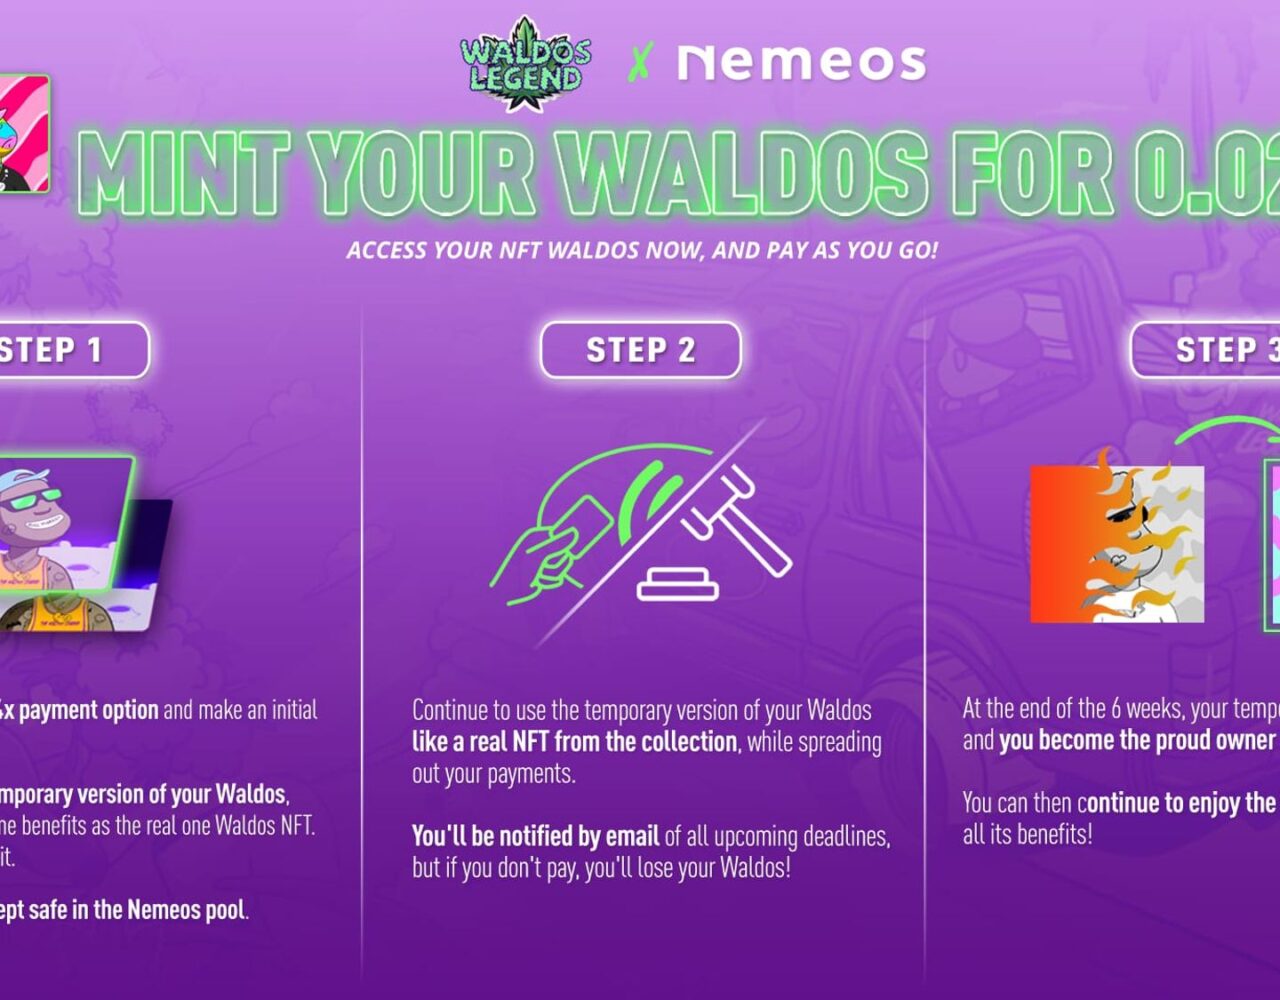 WALDOS
LEGEND
X Nemeos
MINT YOUR WALDOS FOR 0.02
ACCESS YOUR NFT WALDOS NOW, AND PAY AS YOU GO!
STEP 1
4x payment option and make an initial
mporary version of your Waldos,
me benefits as the real one Waldos NFT.
it.
ept safe in the Nemeos pool.
STEP 2
Continue to use the temporary version of your Waldos
like a real NFT from the collection, while spreading
out your payments.
You'll be notified by email of all upcoming deadlines,
but if you don't pay, you'll lose your Waldos!
STEP 3
At the end of the 6 weeks, your tempo
and you become the proud owner
You can then continue to enjoy the
all its benefits!